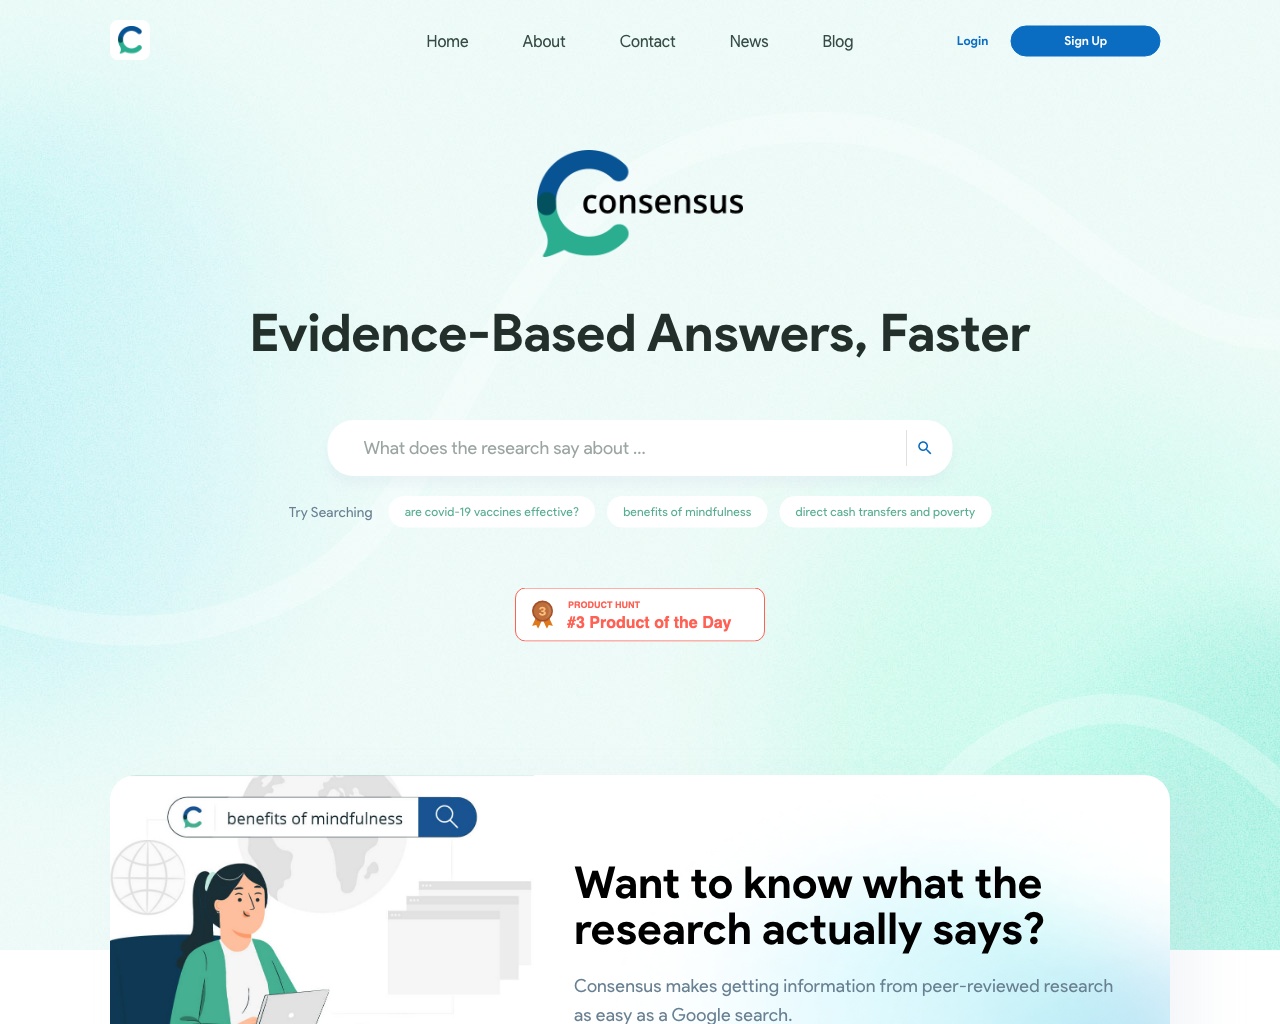 Home
About
Contact
News
Blog
Login
Sign Up
consensus
Evidence-Based Answers, Faster
What does the research say about ...
Try Searching
are covid-19 vaccines effective?
benefits of mindfulness
direct cash transfers and poverty
3
PRODUCT HUNT
#3 Product of the Day
benefits of mindfulness
Want to know what the
research actually says?
Consensus makes getting information from peer-reviewed research
as easy as a Google search.